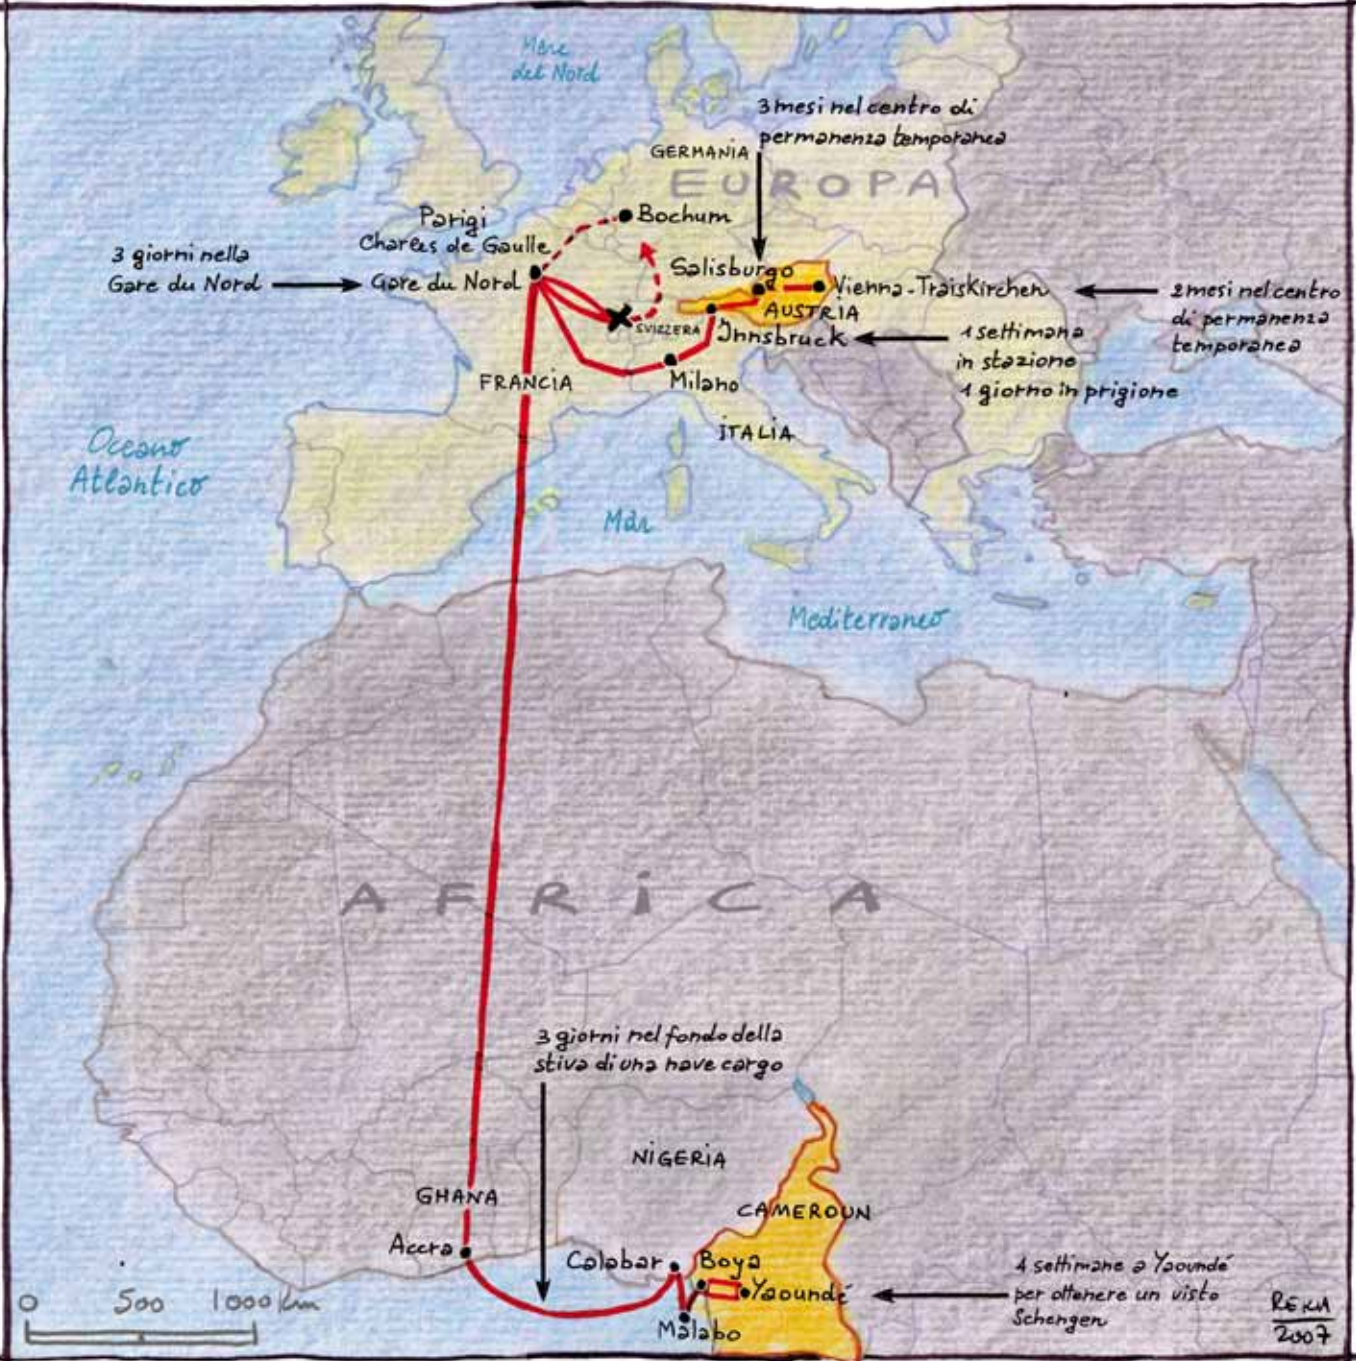 Mare
del Nord
3 mesi nel centro di
permanenza temporanea
GERMANIA
EUROPA
Bochum
Parigi
Charles de Gaulle
Gare du Nord
3 giorni nella
Gare du Nord
Salisburgo
Vienna-Traiskirchen
AUSTRIA
SVIZZERA
Innsbruck
2 mesi nel centro
di permanenza
temporanea
1 settimana
in stazione
1 giorno in prigione
FRANCIA
Milano
ITALIA
Oceano
Atlantico
Mar
Mediterraneo
AFRICA
3 giorni nel fondo della
stiva di una nave cargo
NIGERIA
GHANA
CAMEROUN
Accra
Calabar
Boya
Yaoundé
Malabo
4 settimane a Yaoundé
per ottenere un visto
Schengen
0 500 1000 km
REKA
2007